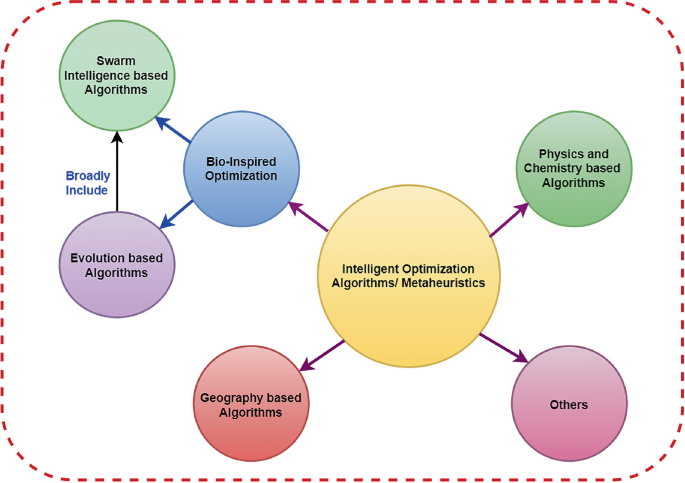 Swarm
Intelligence based
Algorithms
Bio-Inspired
Optimization
Physics and
Chemistry based
Algorithms
Broadly
Include
Evolution based
Algorithms
Intelligent Optimization
Algorithms/ Metaheuristics
Geography based
Algorithms
Others